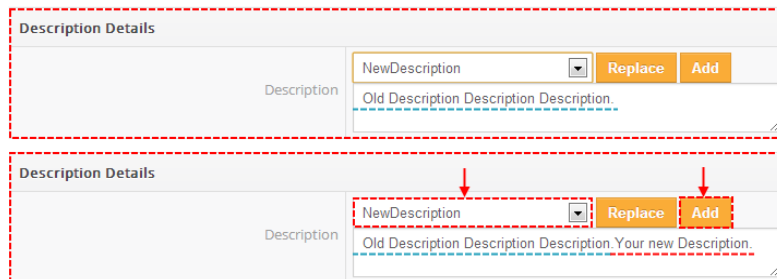 Description Details
NewDescription Replace Add
Description
Old Description Description Description.
Description Details
NewDescription Replace Add
Description
Old Description Description Description.Your new Description.